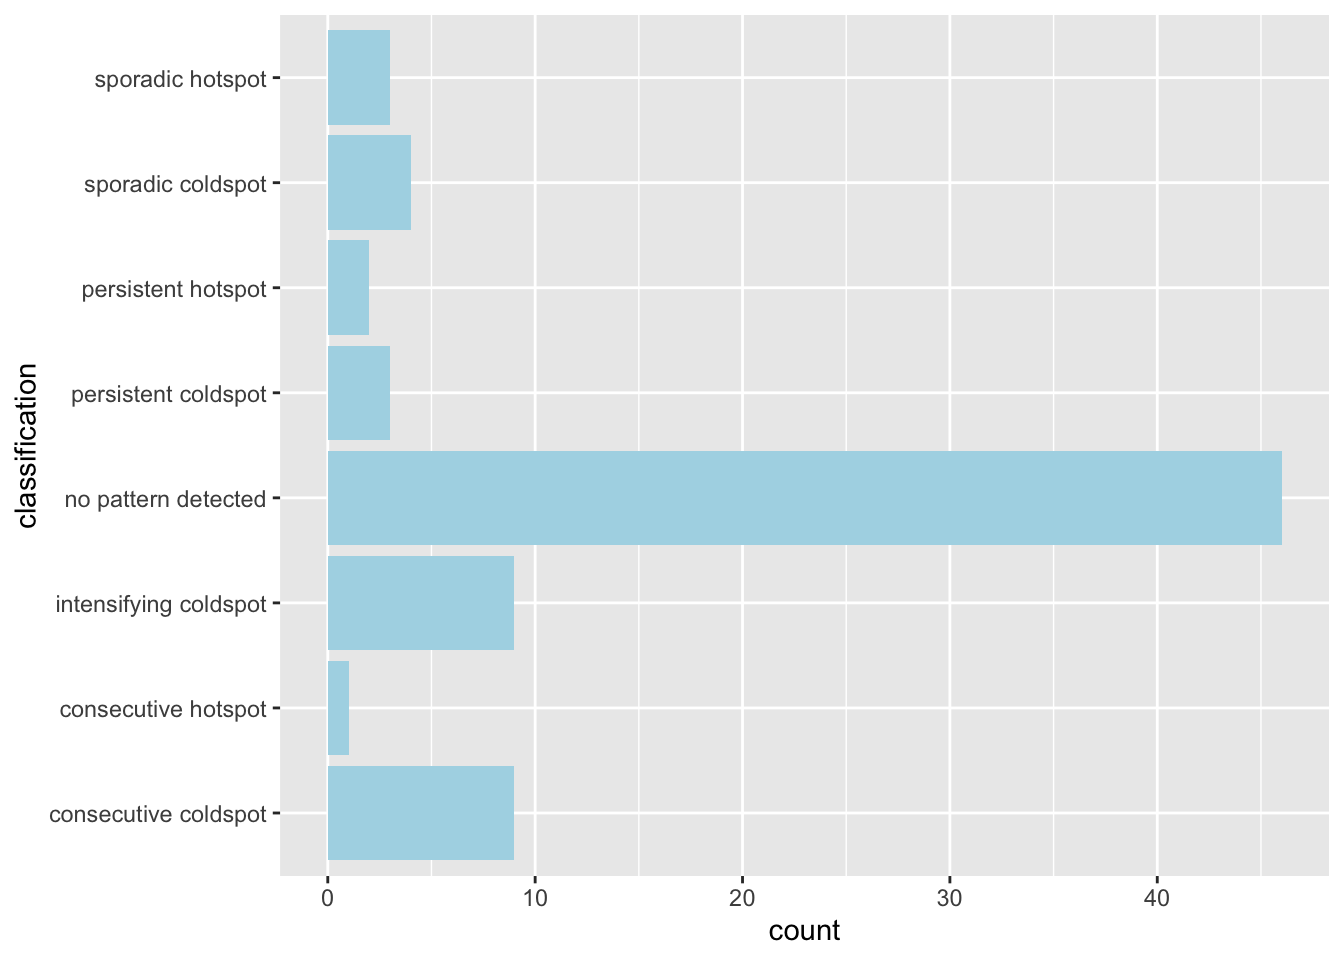 sporadic hotspot
sporadic coldspot
persistent hotspot
persistent coldspot
no pattern detected
intensifying coldspot
consecutive hotspot
consecutive coldspot
classification
0 10 20 30 40
count